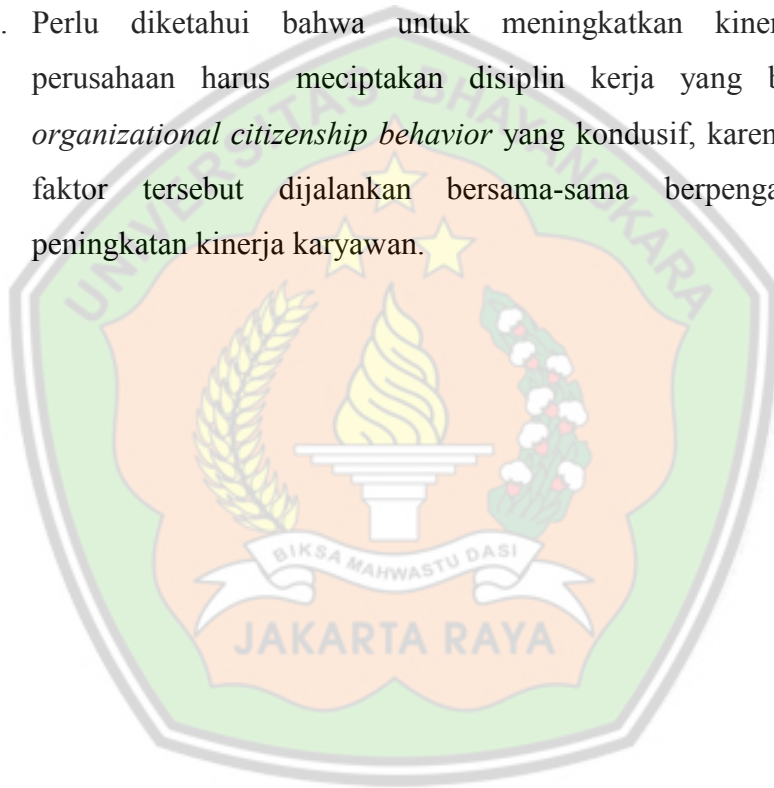 . Perlu diketahui bahwa untuk meningkatkan kiner
perusahaan harus meciptakan disiplin kerja yang b
organizational citizenship behavior yang kondusif, karen
faktor tersebut dijalankan bersama-sama berpenga
peningkatan kinerja karyawan.
UNIVERSITAS BHAYANGKARA
BIKSA MAHWASTU DASI
JAKARTA RAYA